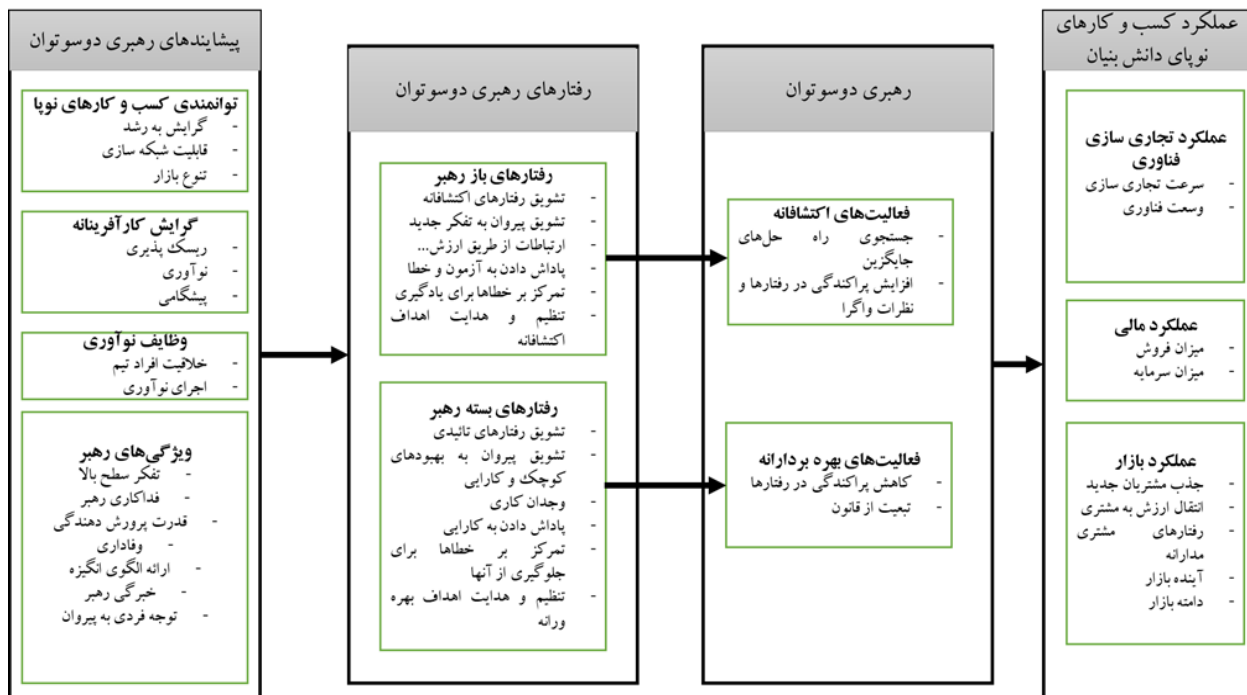 پیشایندهای رهبری دوسوتوان
توانمندی کسب و کارهای نوپا
- گرایش به رشد
- قابلیت شبکه سازی
- تنوع بازار
گرایش کارآفرینانه
- ریسک پذیری
- نوآوری
- پیشگامی
وظایف نوآوری
- خلاقیت افراد تیم
- اجرای نوآوری
ویژگی‌های رهبر
- تفکر سطح بالا
- فداکاری رهبر
- قدرت پرورش دهندگی
- وفاداری
- ارائه الگوی انگیزه
- خبرگی رهبر
- توجه فردی به پیروان
رفتارهای رهبری دوسوتوان
رفتارهای باز رهبر
- تشویق رفتارهای اکتشافانه
- تشویق پیروان به تفکر جدید
- ارتباطات از طریق ارزش...
- پاداش دادن به آزمون و خطا
- تمرکز بر خطاها برای یادگیری
- تنظیم و هدایت اهداف
اکتشافانه
رفتارهای بسته رهبر
- تشویق رفتارهای تائیدی
- تشویق پیروان به بهبودهای
کوچک و کارایی
- وجدان کاری
- پاداش دادن به کارایی
- تمرکز بر خطاها برای
جلوگیری از آنها
- تنظیم و هدایت اهداف بهره
ورانه
رهبری دوسوتوان
فعالیت‌های اکتشافانه
- جستجوی راه حل‌های
جایگزین
- افزایش پراکندگی در رفتارها و
نظرات واگرا
فعالیت‌های بهره بردارانه
- کاهش پراکندگی در رفتارها
- تبعیت از قانون
عملکرد کسب و کارهای
نوپای دانش بنیان
عملکرد تجاری سازی
فناوری
- سرعت تجاری سازی
- وسعت فناوری
عملکرد مالی
- میزان فروش
- میزان سرمایه
عملکرد بازار
- جذب مشتریان جدید
- انتقال ارزش به مشتری
- رفتارهای مشتری
مدارانه
- آینده بازار
- دامته بازار